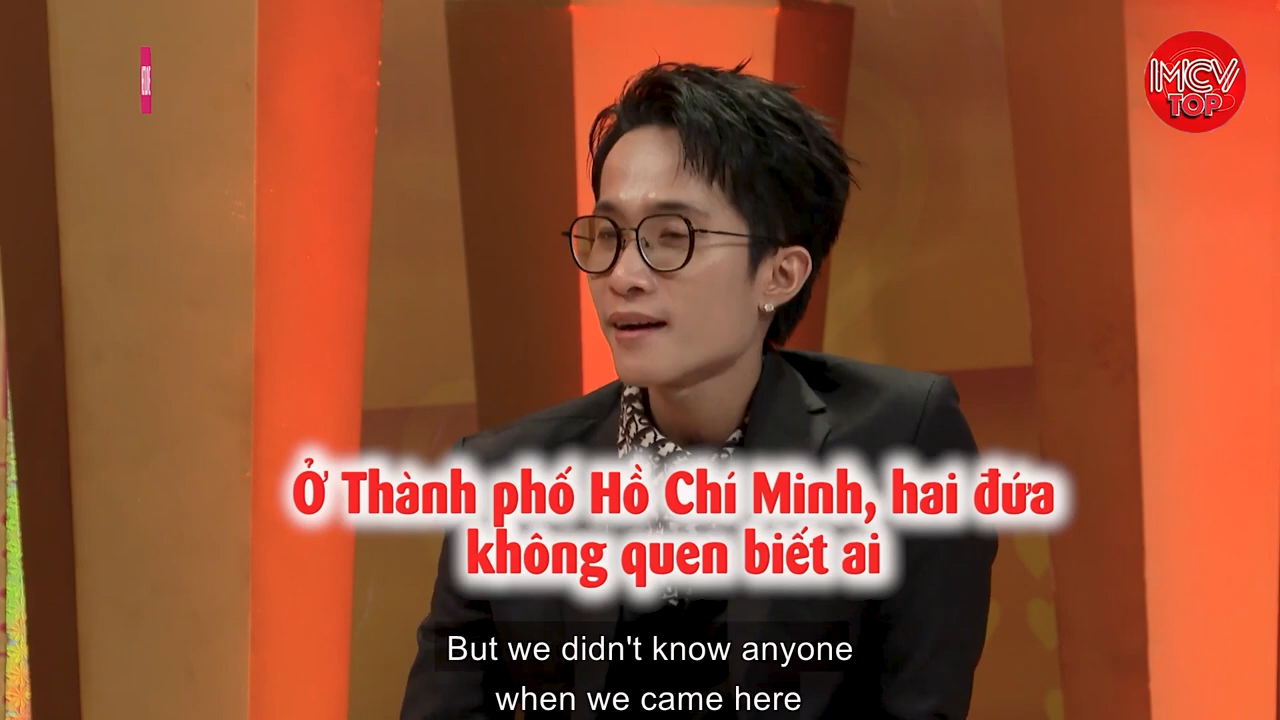 MCV
TOP
Ở Thành phố Hồ Chí Minh, hai đứa
không quen biết ai
But we didn't know anyone
when we came here